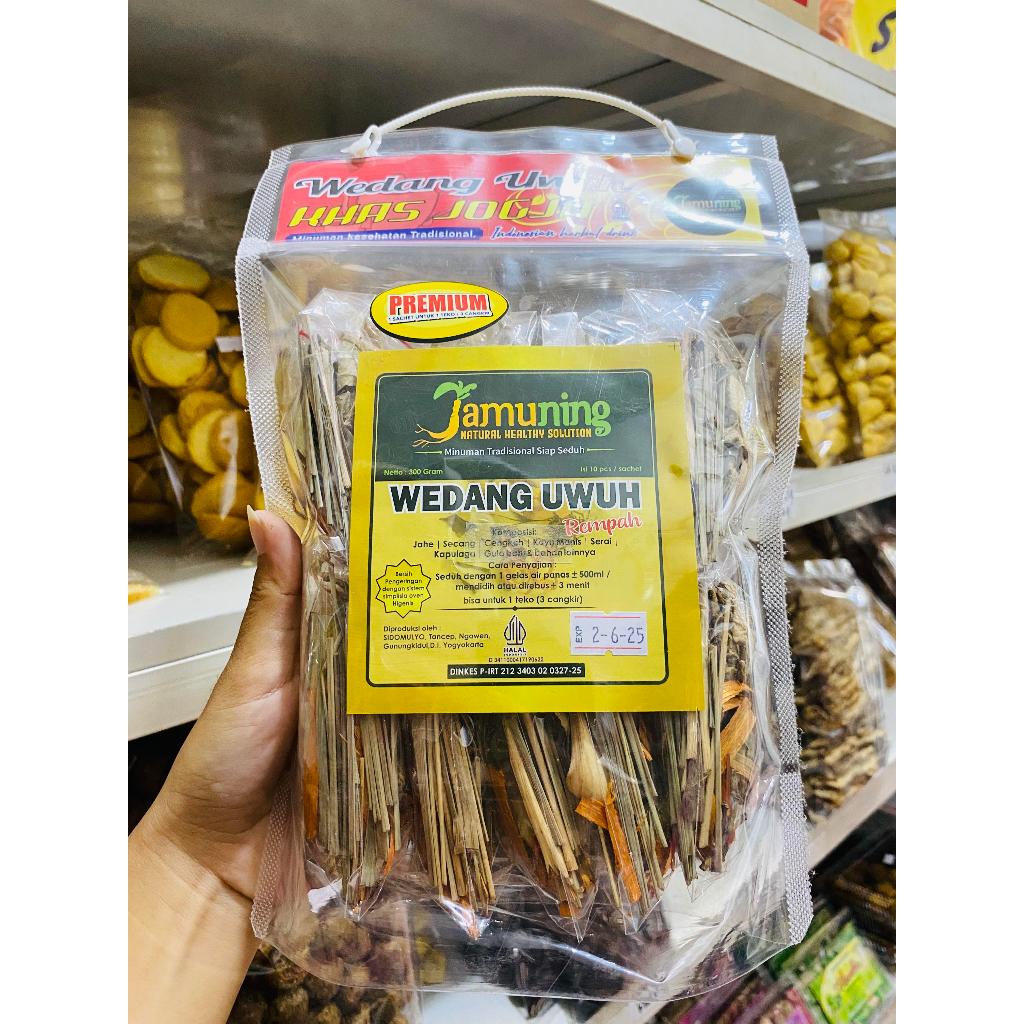 Wedang Uwuh
KHAS JOGJA
Minuman kesehatan Tradisional.
Indonesian herbal drink
Jamuning
PREMIUM
1 SACHET UNTUK 1 TEKO / 3 CANGKIR
Jamuning
NATURAL HEALTHY SOLUTION
Minuman Tradisional Siap Seduh
Netto : 300 Gram
Isi 10 pcs / sachet
WEDANG UWUH
Rempah
Komposisi:
Jahe | Secang | Cengkeh | Kayu Manis | Serai |
Kapulaga | Gula batu & bahan lainnya
Cara Penyajian :
Seduh dengan 1 gelas air panas ± 500ml /
mendidih atau direbus ± 3 menit
bisa untuk 1 teko (3 cangkir)
Bersih
Pengeringan
dengan sistem
simplisia oven
Higenis
Diproduksi oleh :
SIDOMULYO, Tancep, Ngawen,
Gunungkidul,D.I. Yogyakarta
HALAL
INDONESIA
EXP 2-6-25
DINKES P-IRT 212 3403 02 0327-25